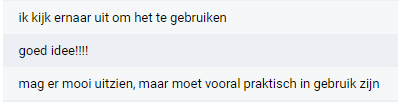 ik kijk ernaar uit om het te gebruiken
goed idee!!!!
mag er mooi uitzien, maar moet vooral praktisch in gebruik zijn